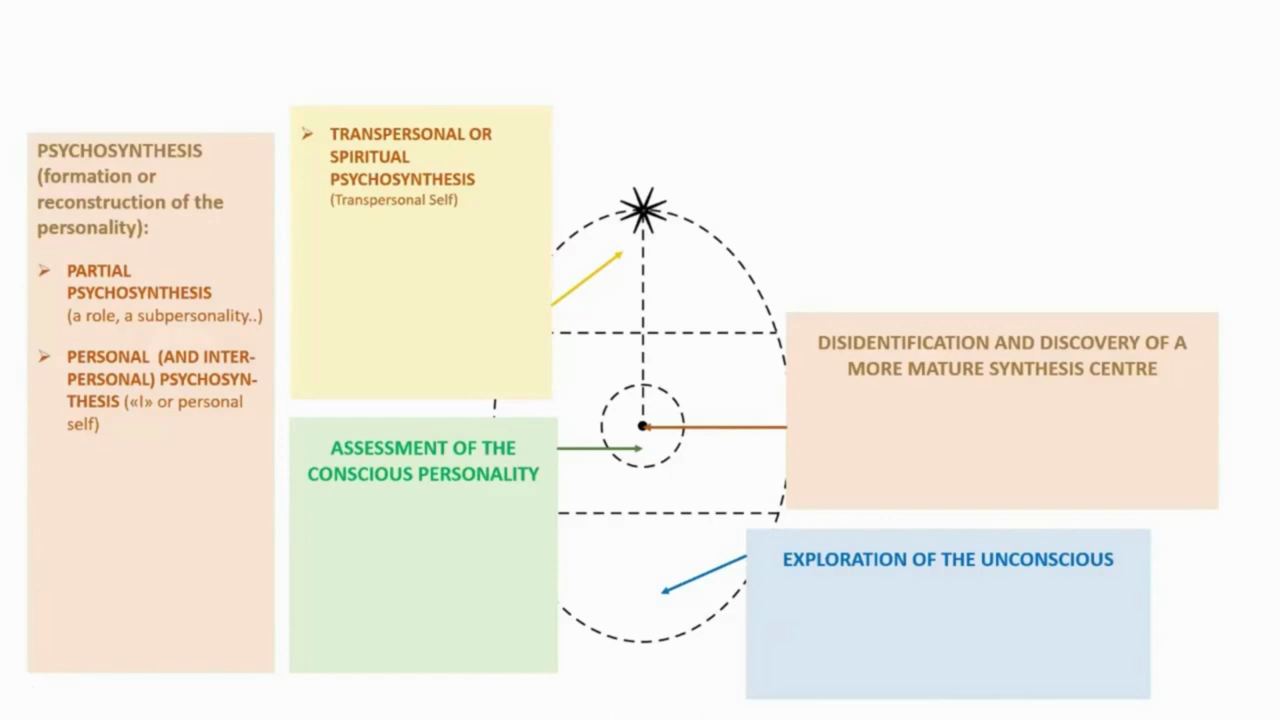 PSYCHOSYNTHESIS
(formation or
reconstruction of the
personality):
➢ PARTIAL
PSYCHOSYNTHESIS
(a role, a subpersonality..)
➢ PERSONAL (AND INTER-
PERSONAL) PSYCHOSYN-
THESIS («I» or personal
self)
➢ TRANSPERSONAL OR
SPIRITUAL
PSYCHOSYNTHESIS
(Transpersonal Self)
ASSESSMENT OF THE
CONSCIOUS PERSONALITY
DISIDENTIFICATION AND DISCOVERY OF A
MORE MATURE SYNTHESIS CENTRE
EXPLORATION OF THE UNCONSCIOUS